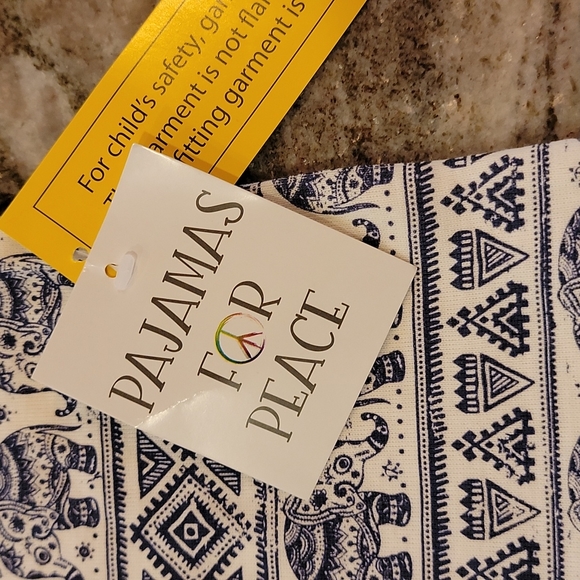 For child's safety,
garment is not
fitting garment is
PAJAMAS
FOR
PEACE